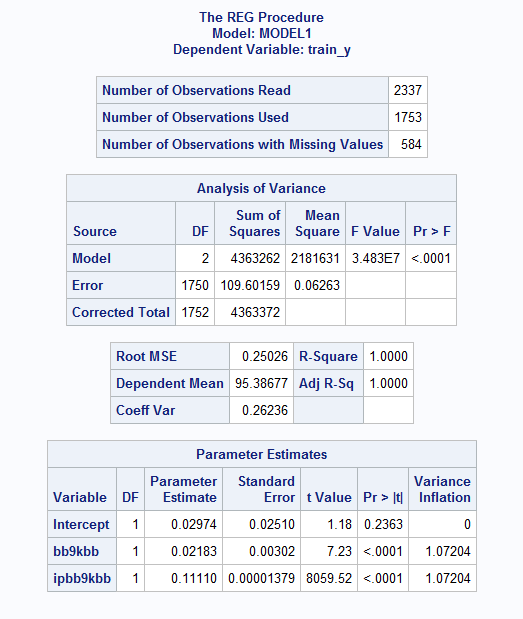 The REG Procedure
Model: MODEL1
Dependent Variable: train_y
Number of Observations Read 2337
Number of Observations Used 1753
Number of Observations with Missing Values 584
Analysis of Variance
Source DF Sum of Squares Mean Square F Value Pr > F
Model 2 4363262 2181631 3.483E7 <.0001
Error 1750 109.60159 0.06263
Corrected Total 1752 4363372
Root MSE 0.25026 R-Square 1.0000
Dependent Mean 95.38677 Adj R-Sq 1.0000
Coeff Var 0.26236
Parameter Estimates
Variable DF Parameter Estimate Standard Error t Value Pr > |t| Variance Inflation
Intercept 1 0.02974 0.02510 1.18 0.2363 0
bb9kbb 1 0.02183 0.00302 7.23 <.0001 1.07204
ipbb9kbb 1 0.11110 0.00001379 8059.52 <.0001 1.07204